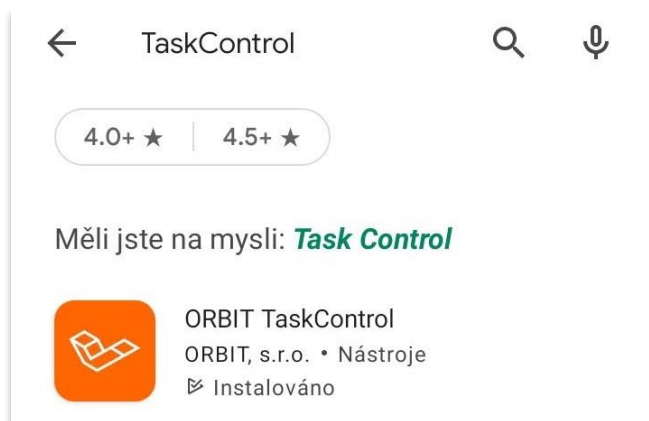 TaskControl
4.0+ ★ 4.5+ ★
Měli jste na mysli: Task Control
ORBIT TaskControl
ORBIT, s.r.o. • Nástroje
Instalováno